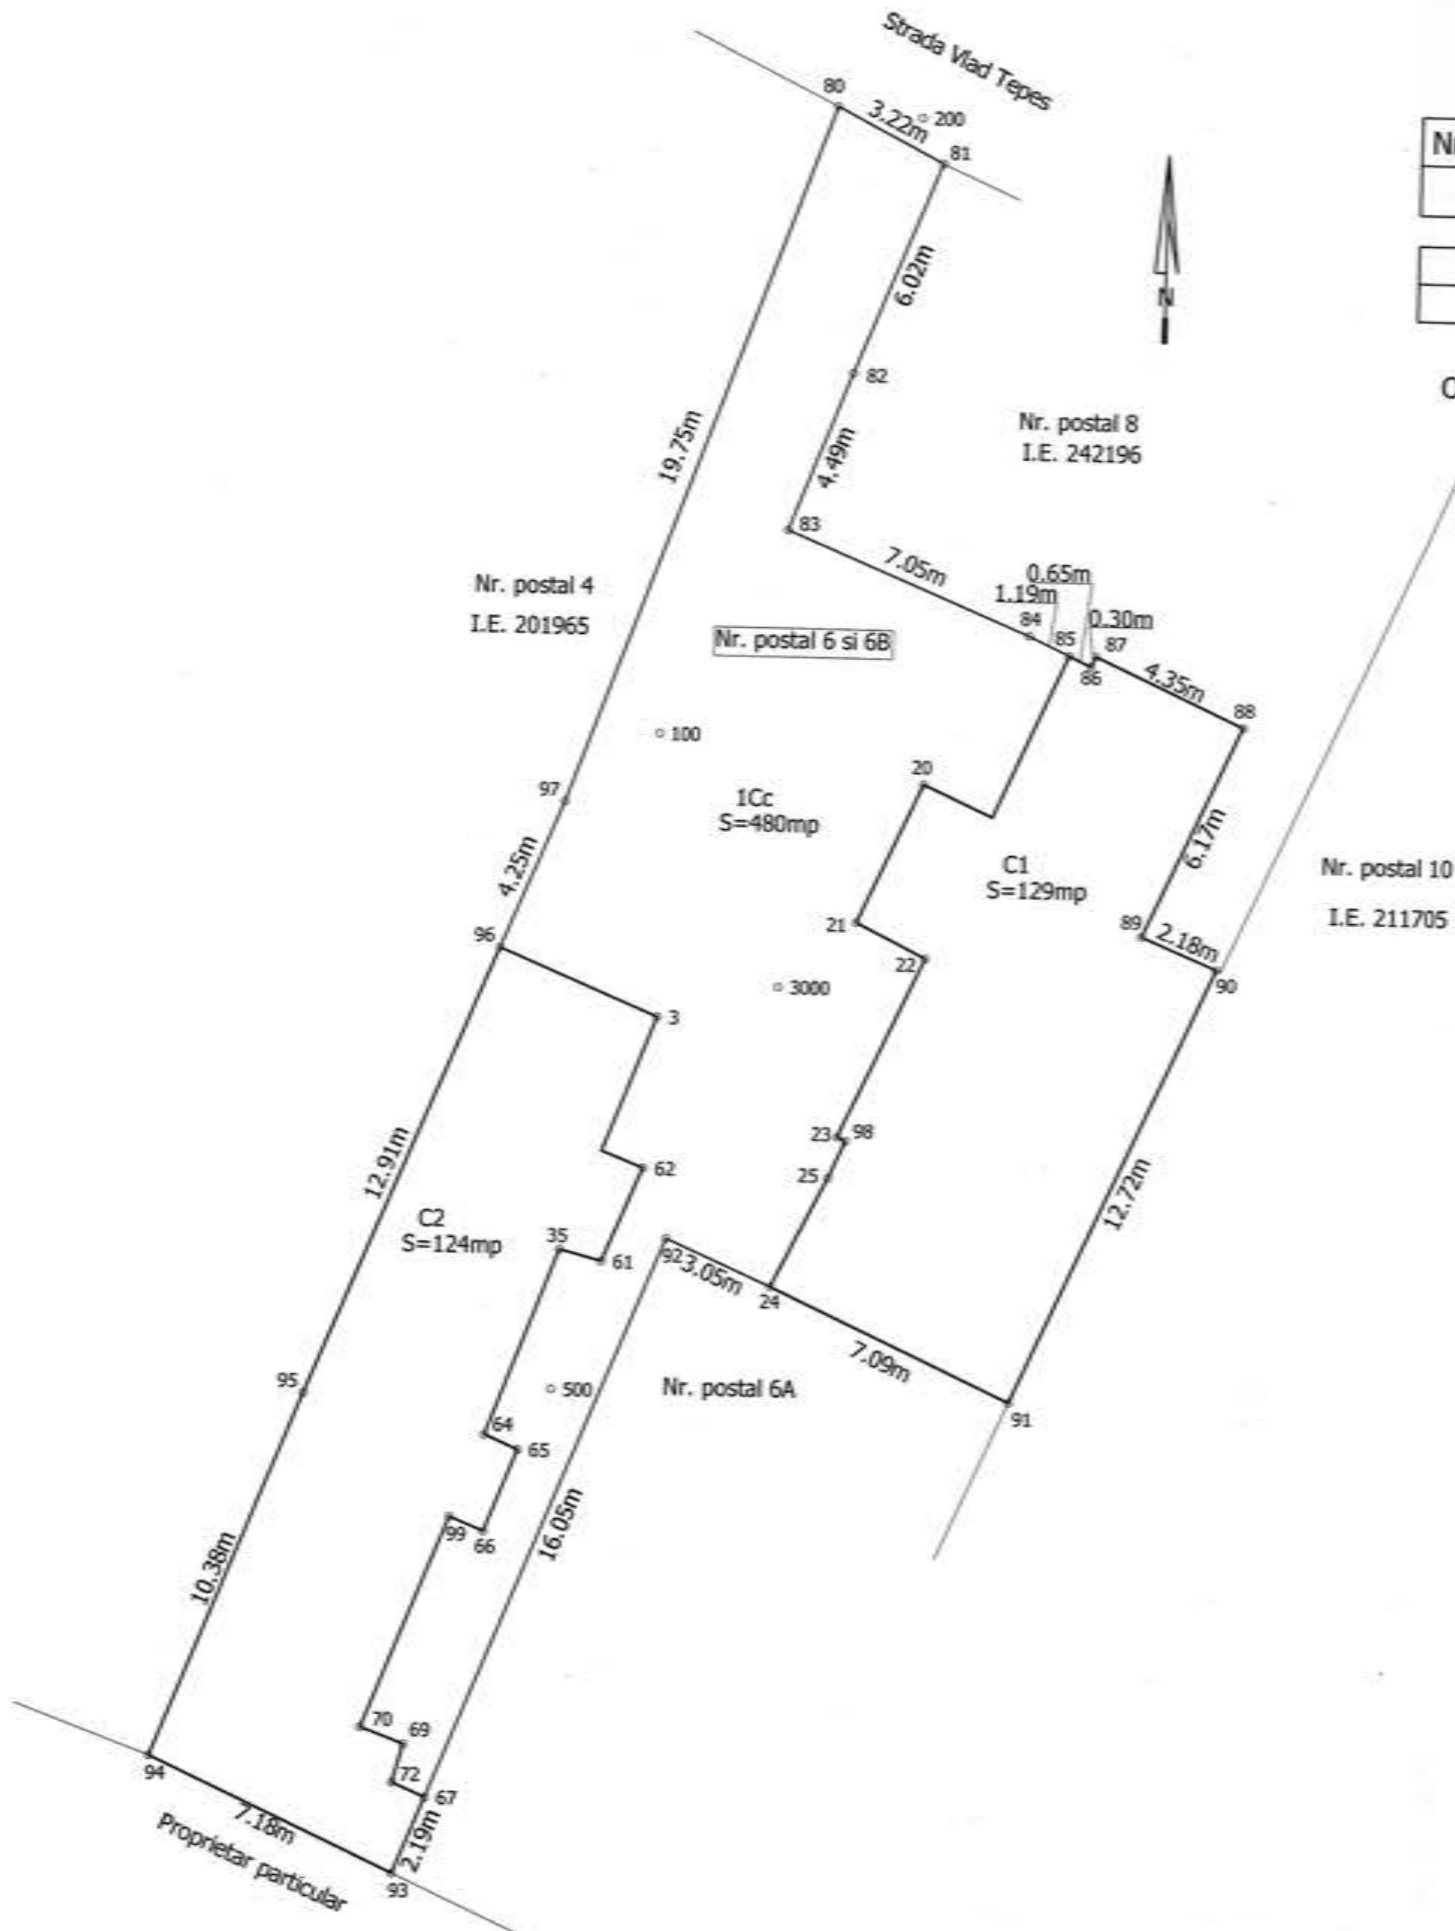 Strada Vlad Tepes
80
3.22m
200
81
N
6.02m
82
19.75m
4.49m
Nr. postal 8
I.E. 242196
83
7.05m
0.65m
1.19m
0.30m
84
85
87
86
4.35m
88
Nr. postal 4
I.E. 201965
Nr. postal 6 si 6B
100
97
20
1Cc
S=480mp
4.25m
C1
S=129mp
6.17m
Nr. postal 10
I.E. 211705
96
21
22
89
2.18m
90
3000
3
23
98
25
62
12.91m
12.72m
C2
S=124mp
35
61
92
3.05m
24
7.09m
95
500
Nr. postal 6A
91
64
65
99
66
16.05m
10.38m
70
69
72
67
94
7.18m
2.19m
93
Proprietar particular